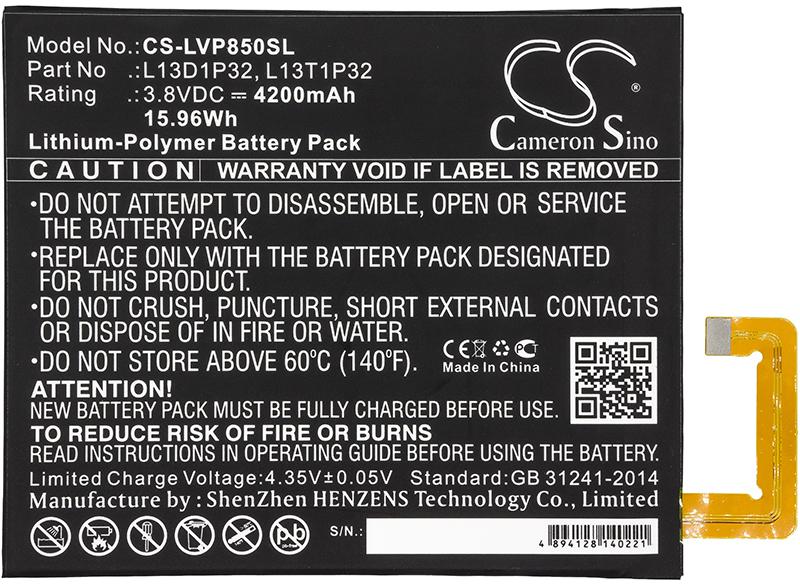 Model No.:CS-LVP850SL
Part No :L13D1P32, L13T1P32
Rating :3.8VDC ⎓ 4200mAh
15.96Wh
Lithium-Polymer Battery Pack
CS
®
Cameron Sino
CAUTION WARRANTY VOID IF LABEL IS REMOVED
•DO NOT ATTEMPT TO DISASSEMBLE, OPEN OR SERVICE
THE BATTERY PACK.
•REPLACE ONLY WITH THE BATTERY PACK DESIGNATED
FOR THIS PRODUCT.
•DO NOT CRUSH, PUNCTURE, SHORT EXTERNAL CONTACTS
OR DISPOSE OF IN FIRE OR WATER.
•DO NOT STORE ABOVE 60°C (140°F).
CE PCT
Made In China
ATTENTION!
NEW BATTERY PACK MUST BE FULLY CHARGED BEFORE USE.
TO REDUCE RISK OF FIRE OR BURNS
READ INSTRUCTIONS IN OPERATING MANUAL BEFORE USING BATTERY.
Limited Charge Voltage:4.35V±0.05V Standard:GB 31241-2014
Manufacture by : ShenZhen HENZENS Technology Co., Ltd.
Pb
S/N.:
4 894128 140221